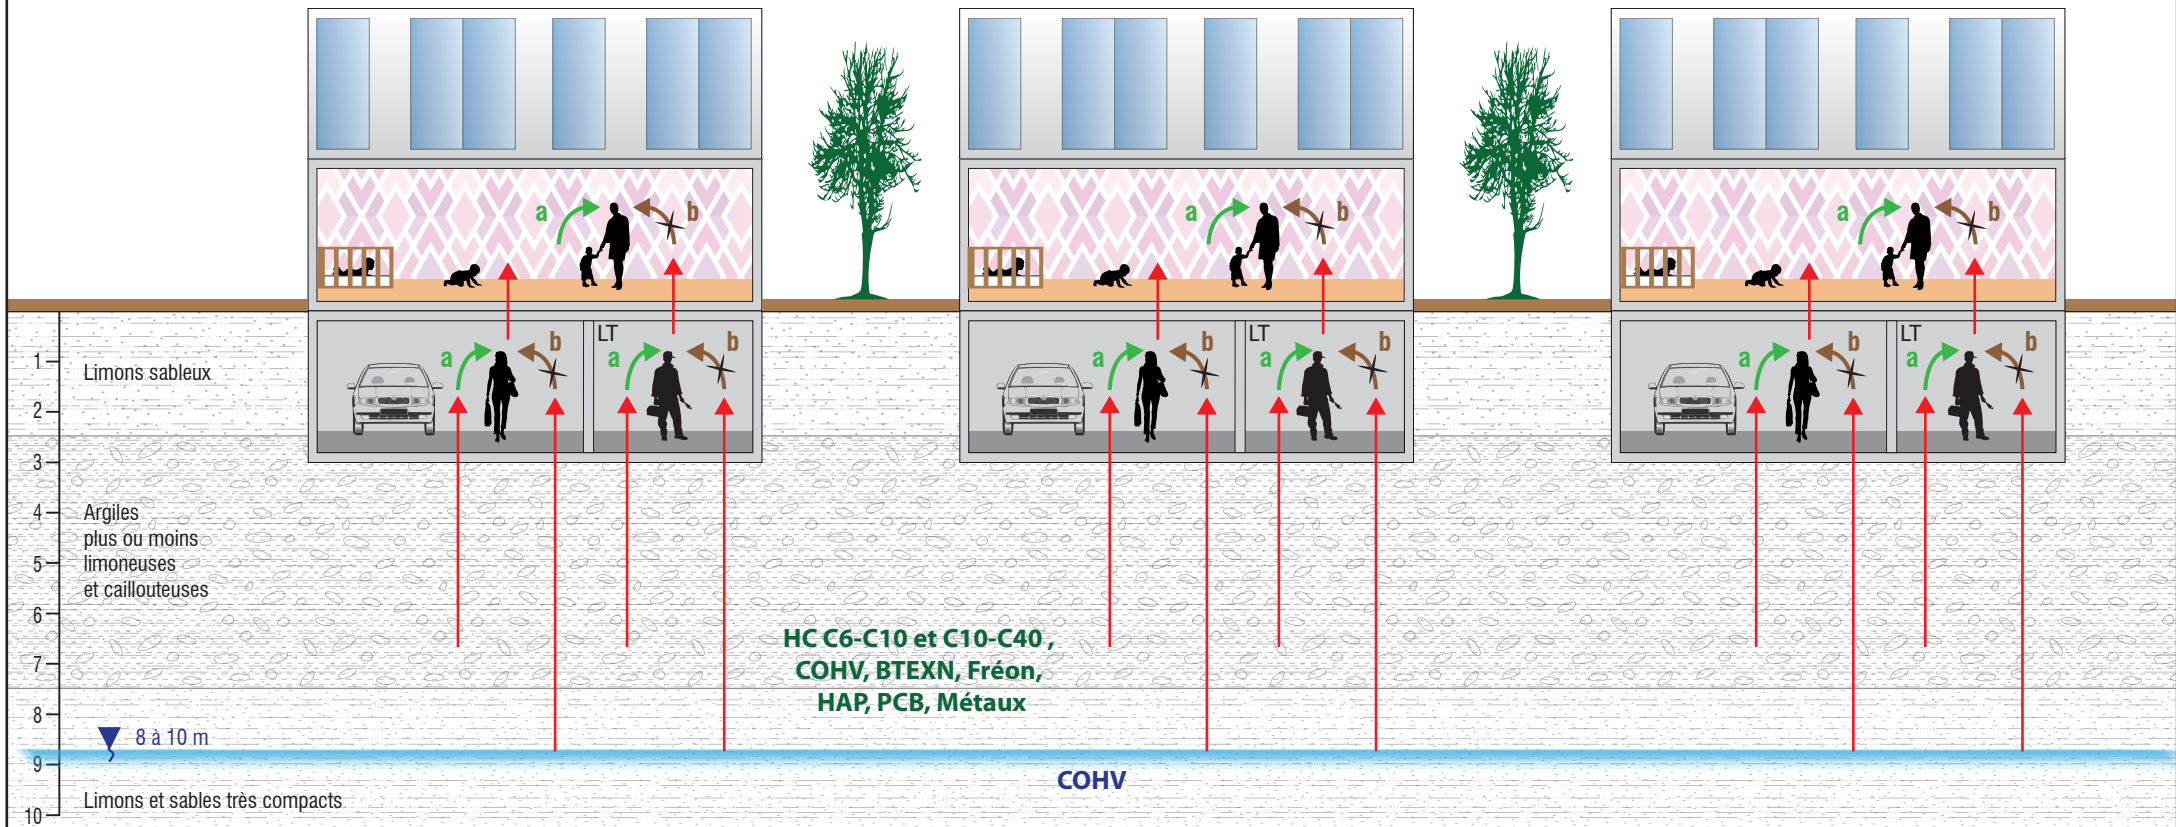 a
b
a
b
a
b
a
b
LT
a
b
a
b
LT
a
b
a
b
LT
a
b
1
Limons sableux
2
3
4
Argiles
plus ou moins
limoneuses
et caillouteuses
5
6
7
HC C6-C10 et C10-C40 ,
COHV, BTEXN, Fréon,
HAP, PCB, Métaux
8
8 à 10 m
9
COHV
Limons et sables très compacts
10